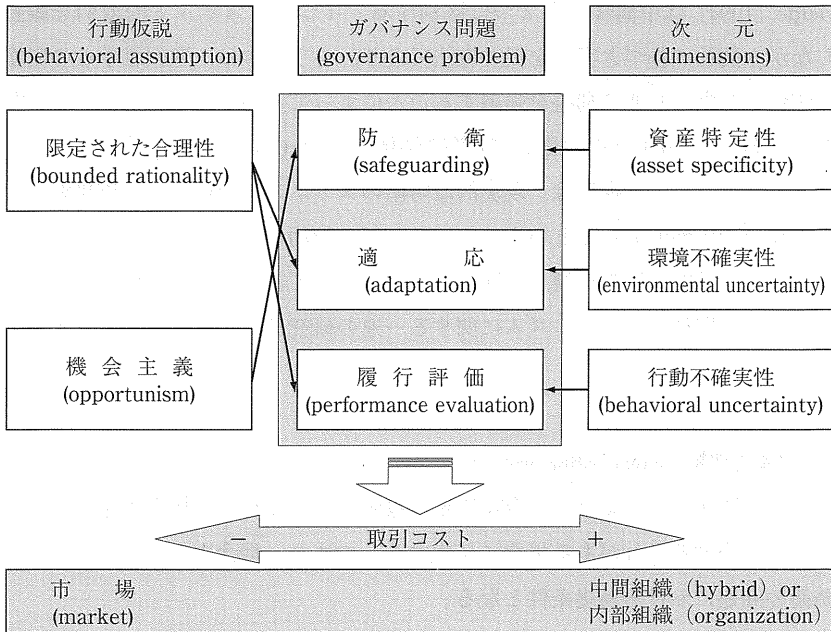 行動仮説
(behavioral assumption)
ガバナンス問題
(governance problem)
次 元
(dimensions)
限定された合理性
(bounded rationality)
防 衛
(safeguarding)
資産特定性
(asset specificity)
適 応
(adaptation)
環境不確実性
(environmental uncertainty)
機会主義
(opportunism)
履行評価
(performance evaluation)
行動不確実性
(behavioral uncertainty)
− 取引コスト +
市 場
(market)
中間組織（hybrid）or
内部組織（organization）